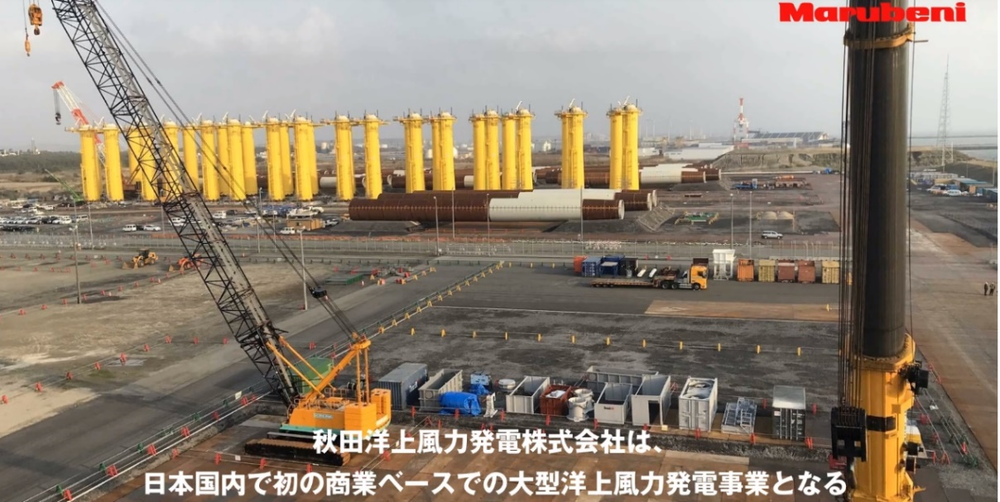 Marubeni
秋田洋上風力発電株式会社は、
日本国内で初の商業ベースでの大型洋上風力発電事業となる